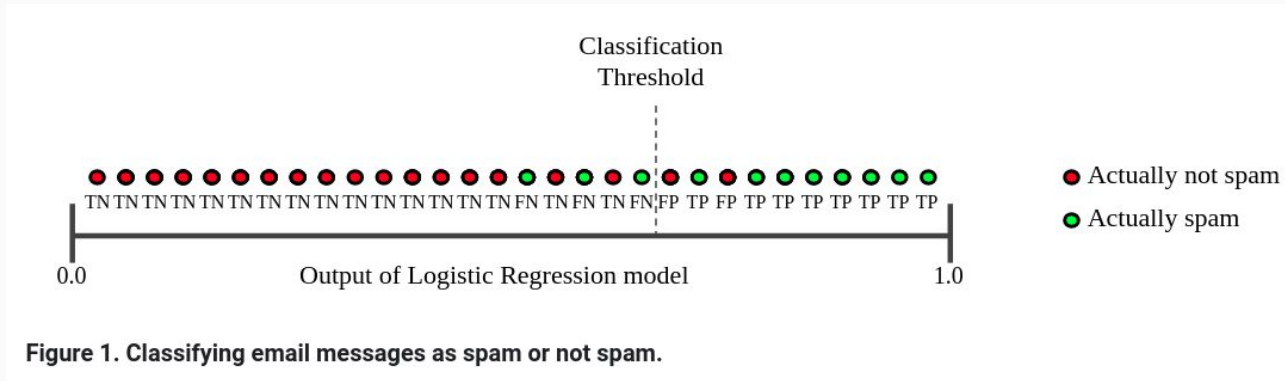 Classification
Threshold
TN TN TN TN TN TN TN TN TN TN TN TN TN TN TN FN TN FN TN FN FP TP FP TP TP TP TP TP TP TP
Actually not spam
Actually spam
0.0
Output of Logistic Regression model
1.0
Figure 1. Classifying email messages as spam or not spam.